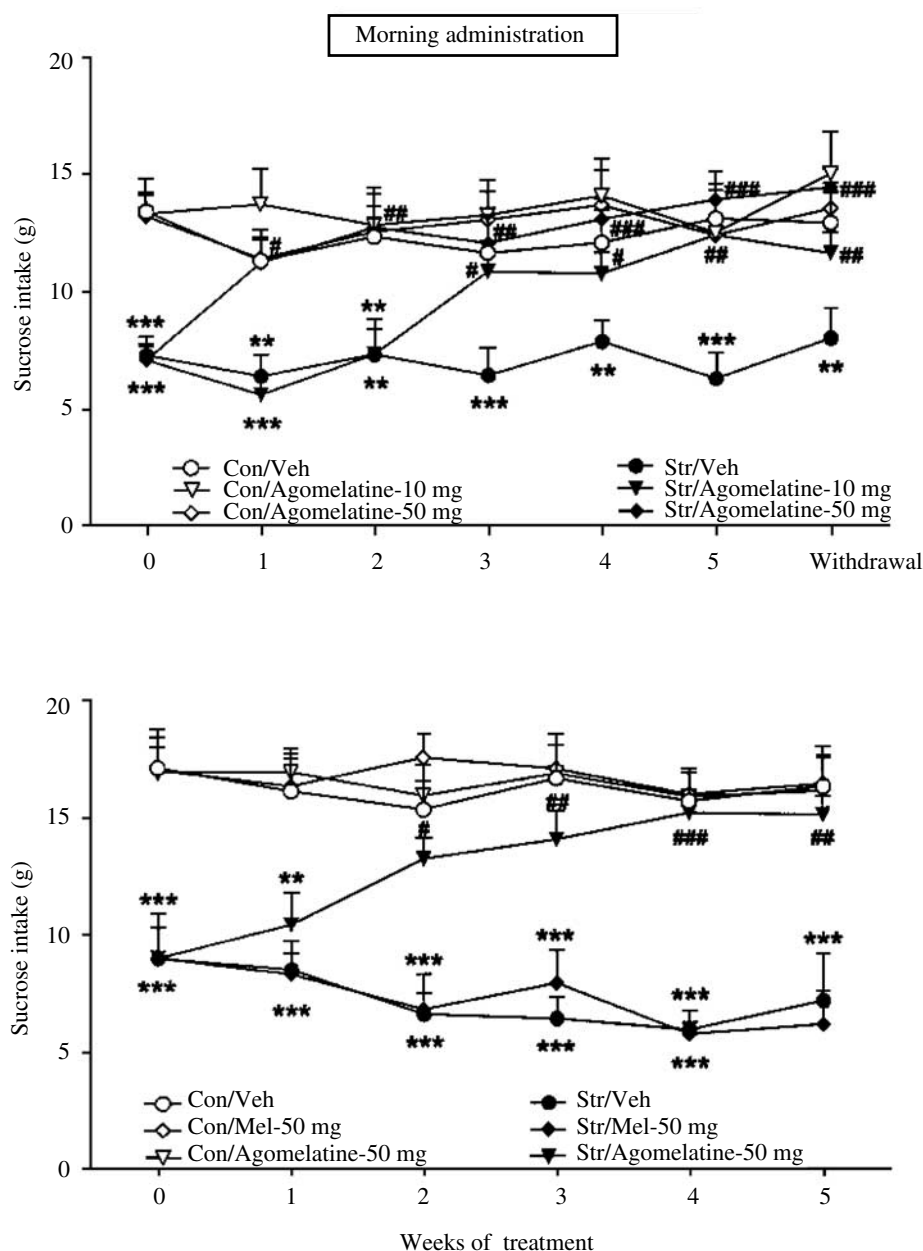 Morning administration
20
15
10
5
0
Sucrose intake (g)
###
##
#
##
###
###
#
#
##
##
***
**
**
***
***
***
**
***
**
**
Con/Veh
Con/Agomelatine-10 mg
Con/Agomelatine-50 mg
Str/Veh
Str/Agomelatine-10 mg
Str/Agomelatine-50 mg
0 1 2 3 4 5 Withdrawal
20
15
10
5
0
Sucrose intake (g)
##
#
###
##
**
***
***
***
***
***
***
***
***
***
***
Con/Veh
Con/Mel-50 mg
Con/Agomelatine-50 mg
Str/Veh
Str/Mel-50 mg
Str/Agomelatine-50 mg
0 1 2 3 4 5
Weeks of treatment